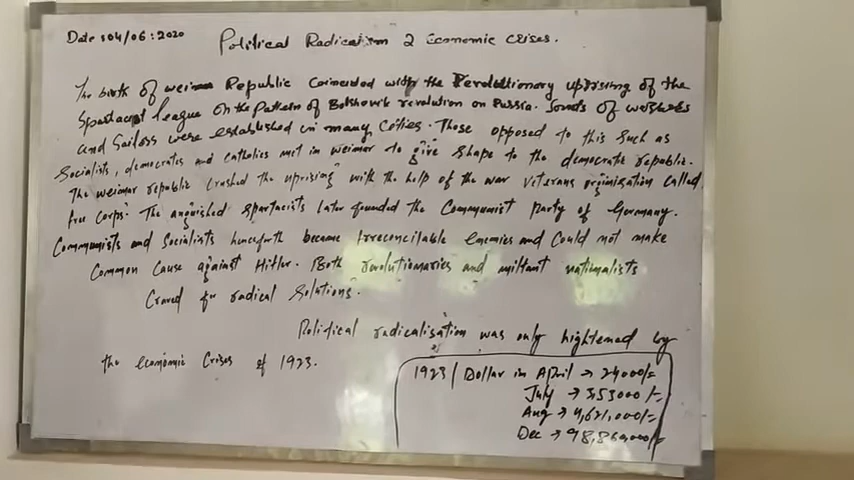 Date :04/06:2020
Political Radicalism 2 Economic crises.
The birth of weimar Republic Coincided with the Revolutionary uprising of the
Spartacist league on the pattern of Bolshovik revolution on Russia. Soviets of workers
and Sailors were established in many Cities. Those opposed to this such as
Socialists, democrates and catholics met in weimar to give shape to the democratic republic.
The weimar republic crushed the uprising with the help of the war veterans orginization called
free corps. The anguished spartacists later founded the Communist party of Germany.
Communists and Socialists henceforth became Irreconcilable enemies and Could not make
Common Cause against Hitler. Both revolutionaries and militant nationalists
Craved for radical Solutions.
Political radicalisation was only hightened by
the economic Crises of 1923.
1923 | Dollar in April → 24000/=
July → 353000/=
Aug → 4,621,000/=
Dec → 98,860,000/=